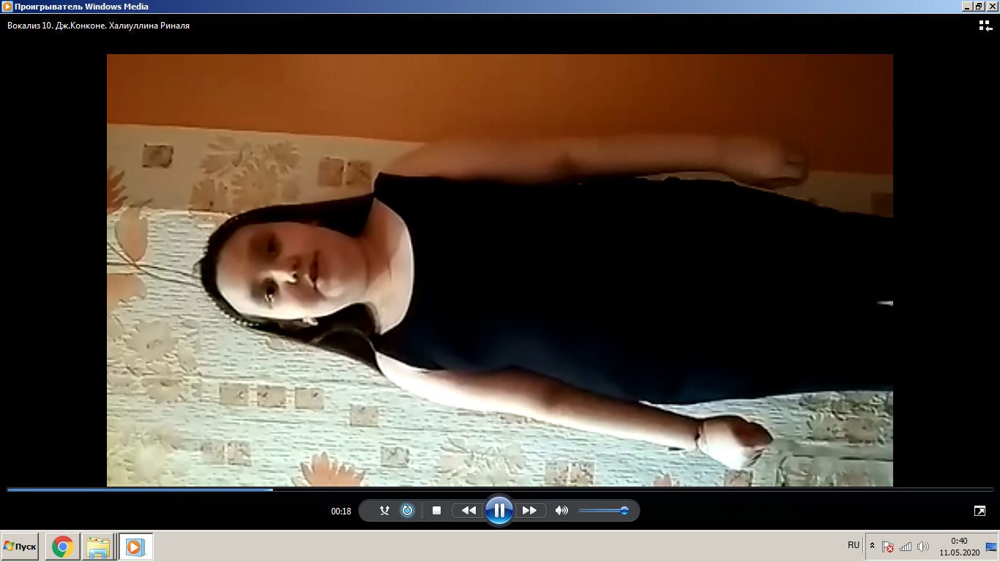 Проигрыватель Windows Media
Вокализ 10. Дж.Конконе. Халиуллина Риналя
00:18
Пуск
RU
0:40
11.05.2020